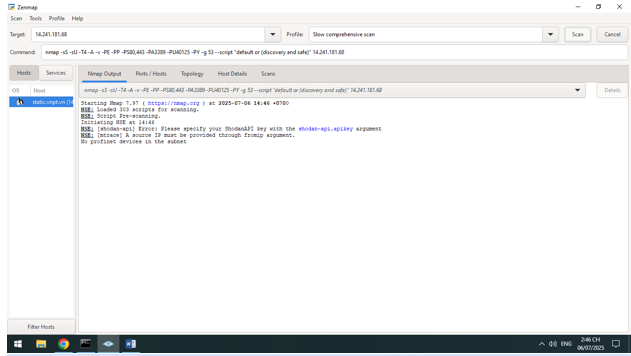 Zenmap
Scan Tools Profile Help
Target: 14.241.181.68 Profile: Slow comprehensive scan Scan Cancel
Command: nmap -sS -sU -T4 -A -v -PE -PP -PS80,443 -PA3389 -PU40125 -PY -g 53 --script "default or (discovery and safe)" 14.241.181.68
Hosts Services Nmap Output Ports / Hosts Topology Host Details Scans
OS Host nmap -sS -sU -T4 -A -v -PE -PP -PS80,443 -PA3389 -PU40125 -PY -g 53 --script "default or (discovery and safe)" 14.241.181.68 Details
static.vnpt.vn (14
Starting Nmap 7.97 ( https://nmap.org ) at 2025-07-06 14:46 +0700
NSE: Loaded 303 scripts for scanning.
NSE: Script Pre-scanning.
Initiating NSE at 14:46
NSE: [shodan-api] Error: Please specify your ShodanAPI key with the shodan-api.apikey argument
NSE: [mtrace] A source IP must be provided through fromip argument.
No profinet devices in the subnet
Filter Hosts
ENG 2:46 CH
06/07/2025